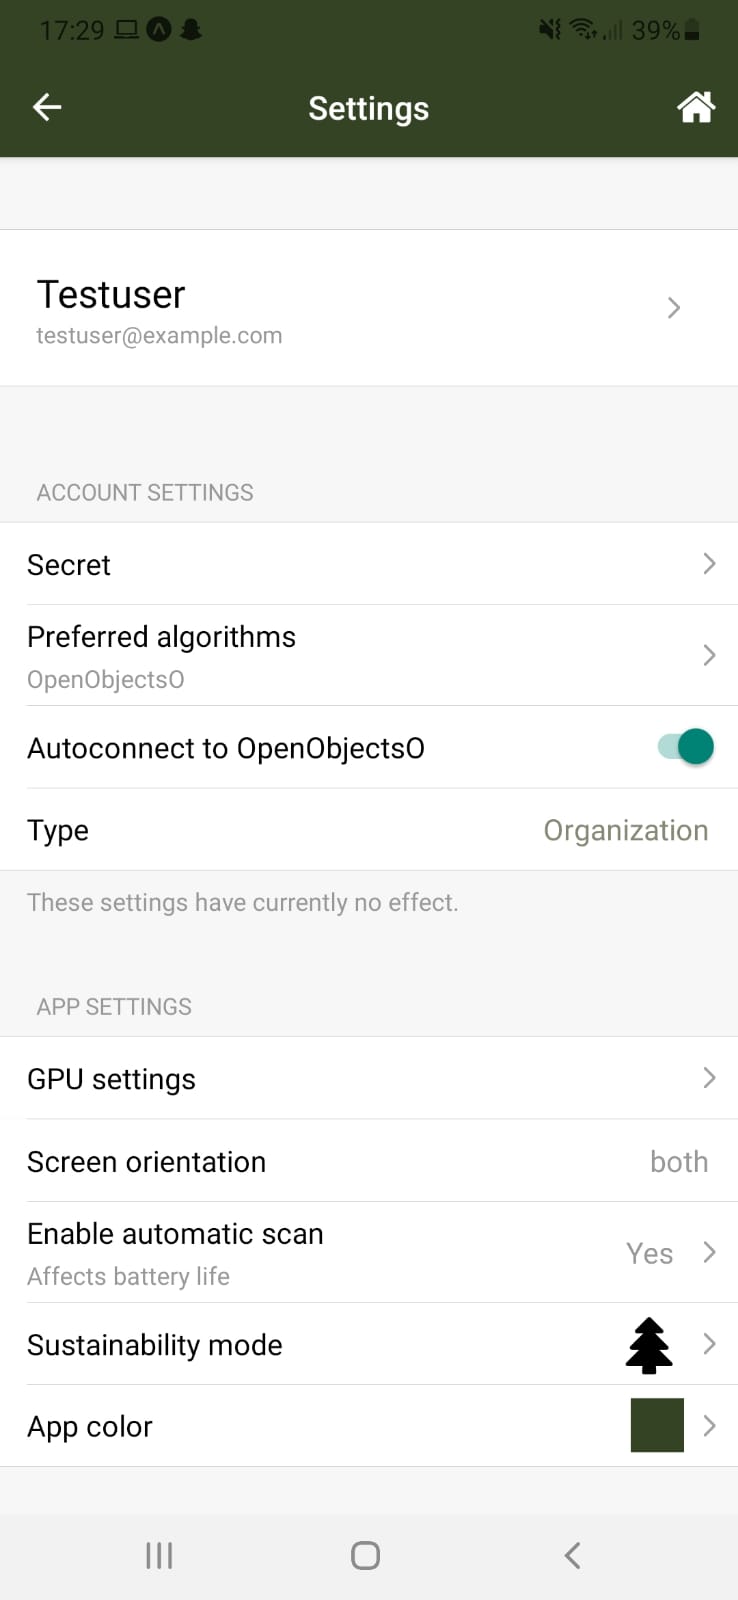 17:29 39%
Settings
Testuser
testuser@example.com
ACCOUNT SETTINGS
Secret
Preferred algorithms
OpenObjectsO
Autoconnect to OpenObjectsO
Type Organization
These settings have currently no effect.
APP SETTINGS
GPU settings
Screen orientation both
Enable automatic scan
Affects battery life
Yes
Sustainability mode
App color